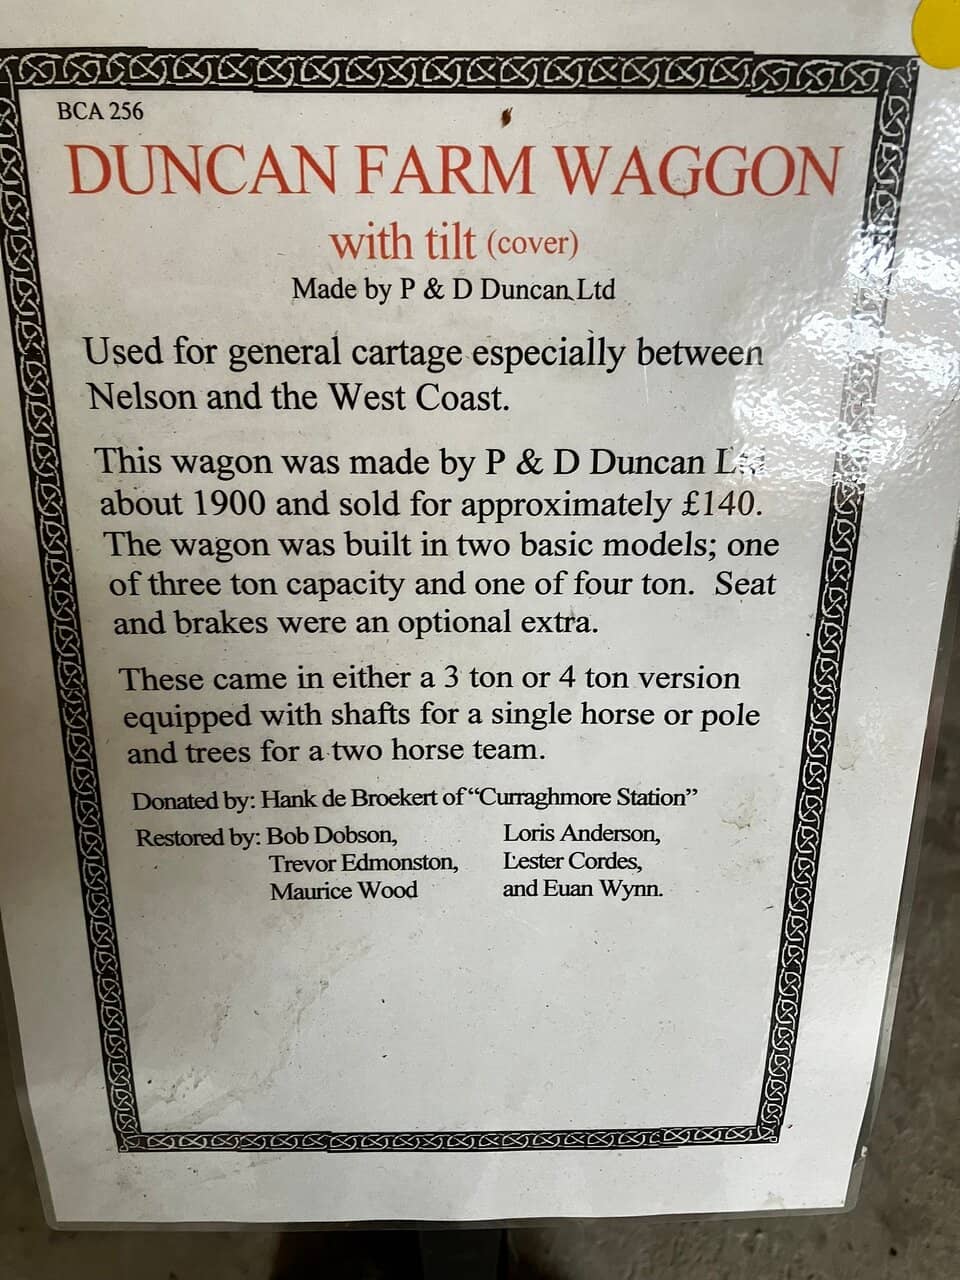 BCA 256
DUNCAN FARM WAGGON
with tilt (cover)
Made by P & D Duncan Ltd
Used for general cartage especially between
Nelson and the West Coast.
This wagon was made by P & D Duncan Ltd
about 1900 and sold for approximately £140.
The wagon was built in two basic models; one
of three ton capacity and one of four ton. Seat
and brakes were an optional extra.
These came in either a 3 ton or 4 ton version
equipped with shafts for a single horse or pole
and trees for a two horse team.
Donated by: Hank de Broekert of “Curraghmore Station”
Restored by: Bob Dobson, Loris Anderson,
Trevor Edmonston, Lester Cordes,
Maurice Wood and Euan Wynn.